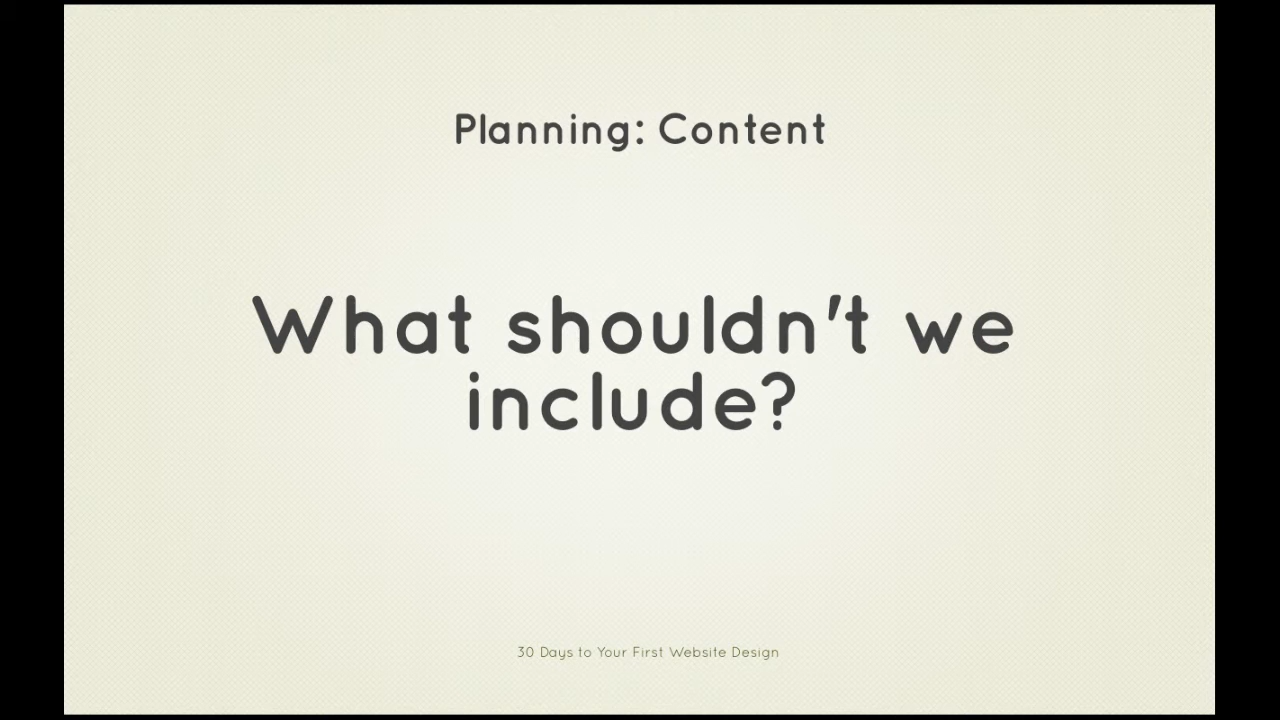 Planning: Content
What shouldn't we
include?
30 Days to Your First Website Design